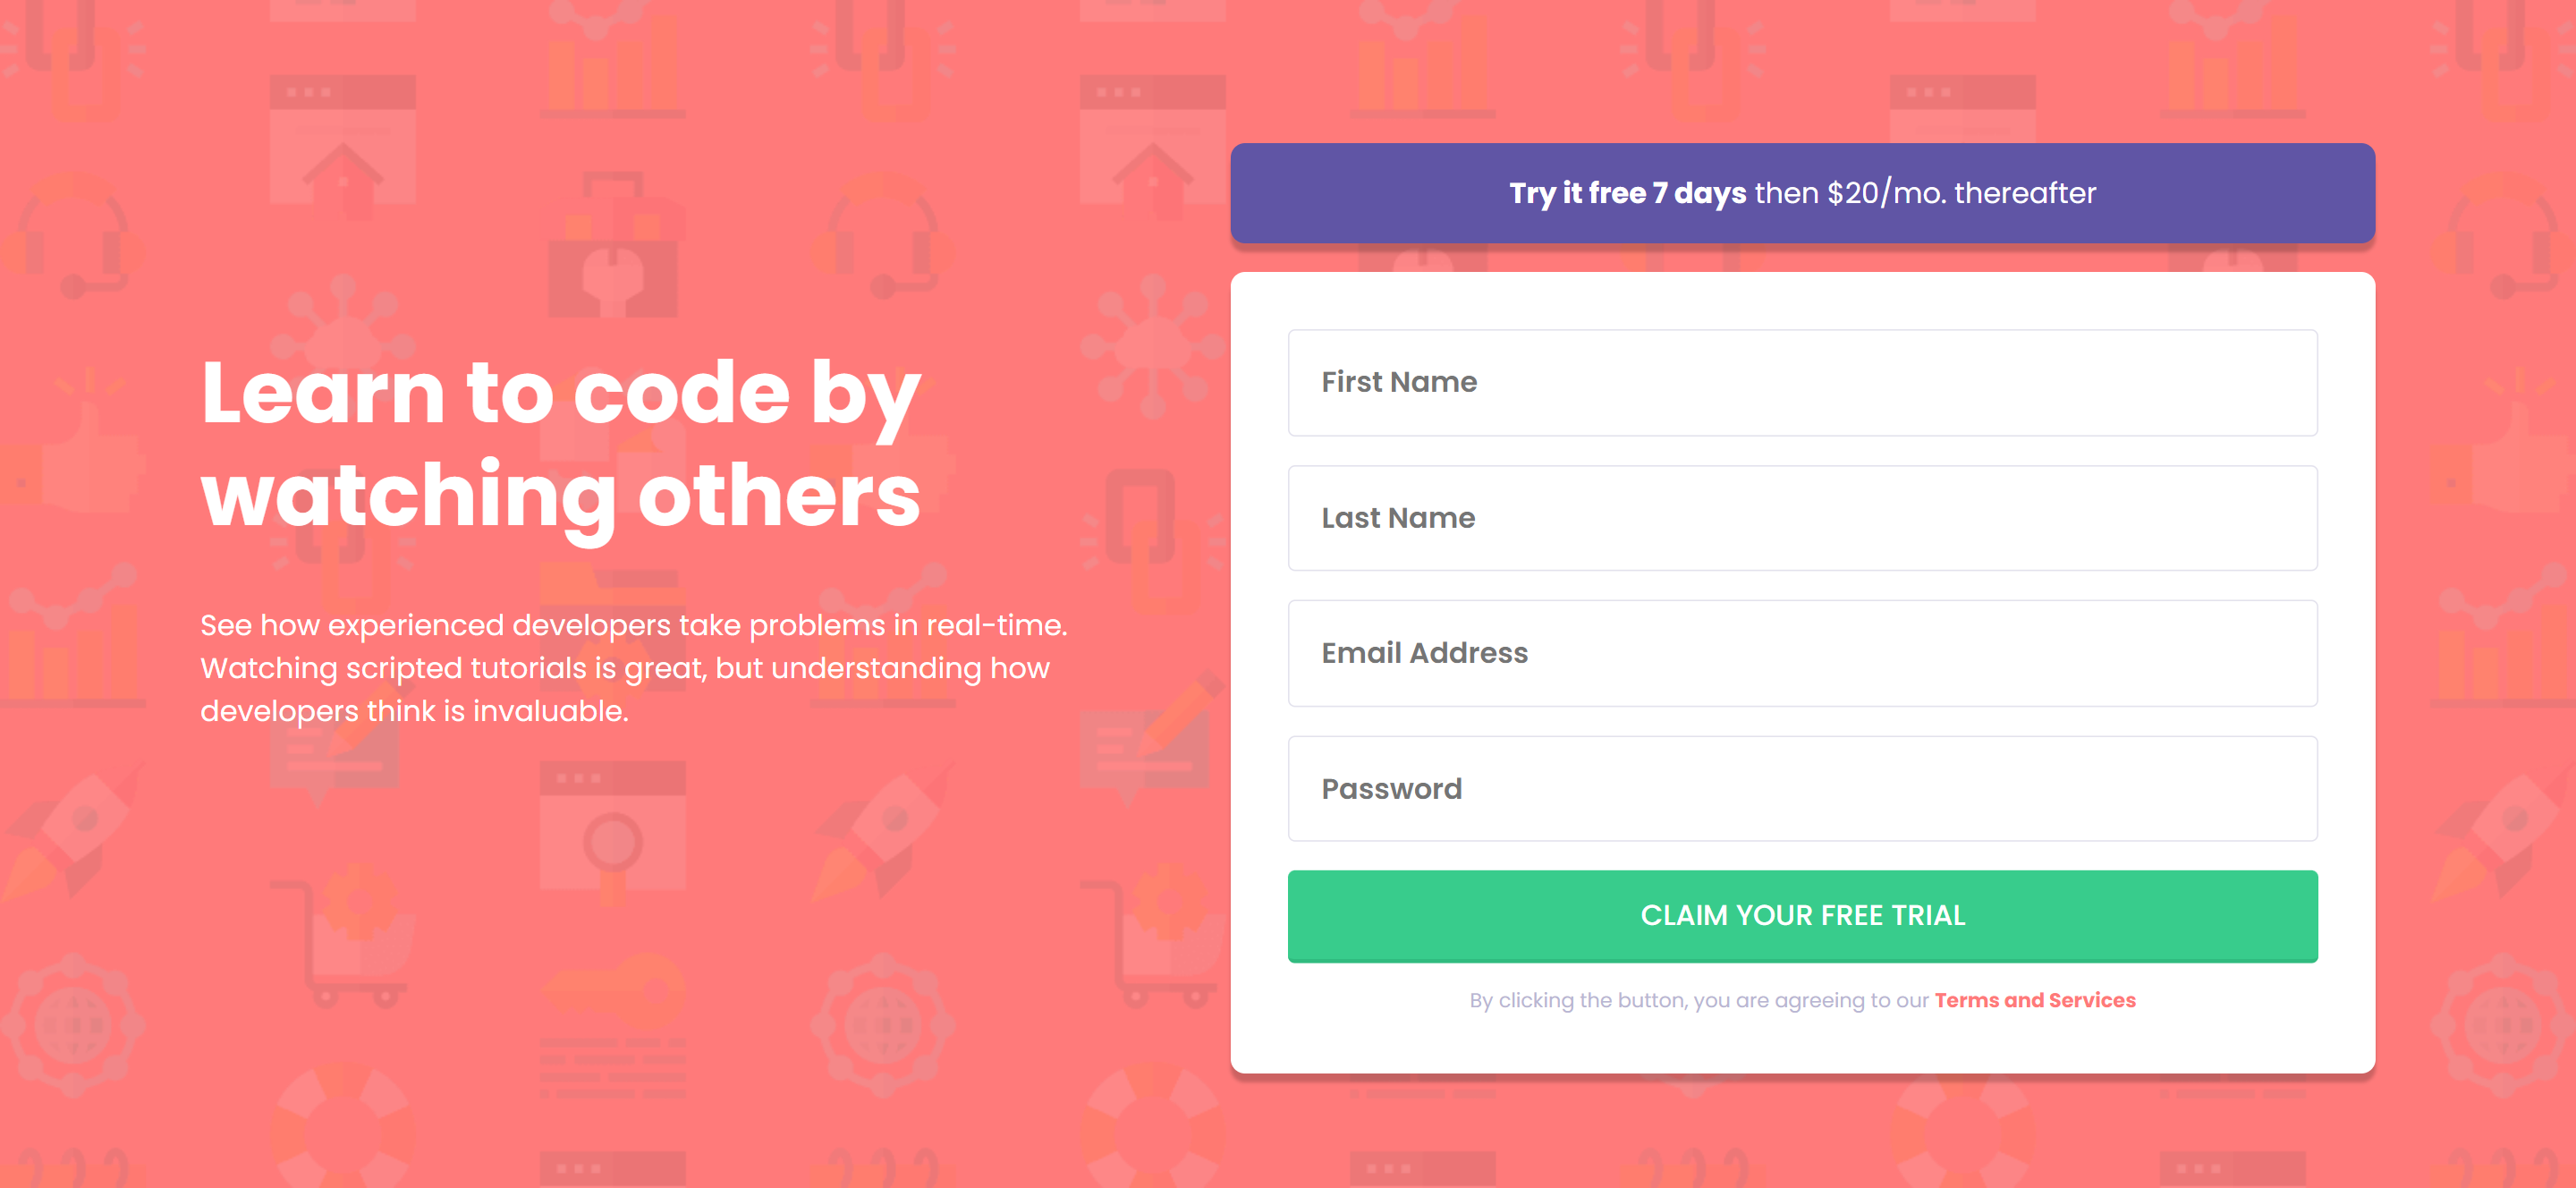 Learn to code by
watching others
See how experienced developers take problems in real-time.
Watching scripted tutorials is great, but understanding how
developers think is invaluable.
Try it free 7 days then $20/mo. thereafter
First Name
Last Name
Email Address
Password
CLAIM YOUR FREE TRIAL
By clicking the button, you are agreeing to our Terms and Services